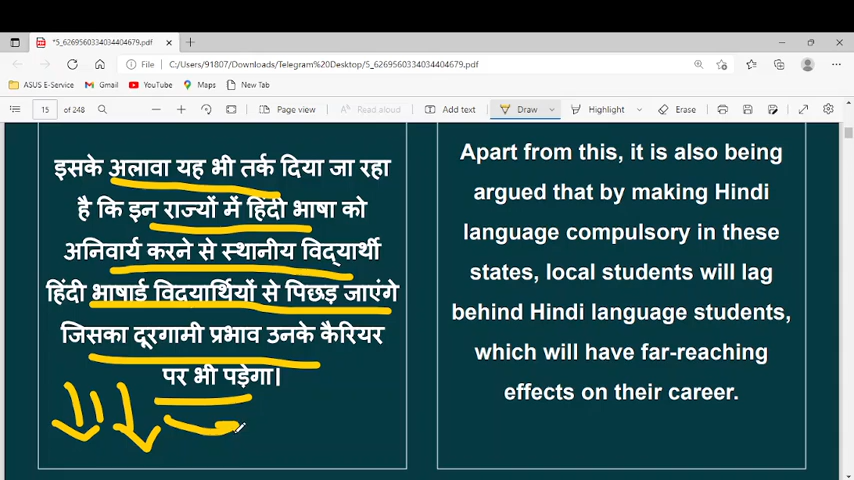 *5_6269560334034404679.pdf
File
C:/Users/91807/Downloads/Telegram%20Desktop/5_6269560334034404679.pdf
ASUS E-Service
Gmail
YouTube
Maps
New Tab
15 of 248
Page view
Read aloud
Add text
Draw
Highlight
Erase
इसके अलावा यह भी तर्क दिया जा रहा
है कि इन राज्यों में हिंदी भाषा को
अनिवार्य करने से स्थानीय विद्यार्थी
हिंदी भाषाई विद्यार्थियों से पिछड़ जाएंगे
जिसका दूरगामी प्रभाव उनके कैरियर
पर भी पड़ेगा|
Apart from this, it is also being
argued that by making Hindi
language compulsory in these
states, local students will lag
behind Hindi language students,
which will have far-reaching
effects on their career.